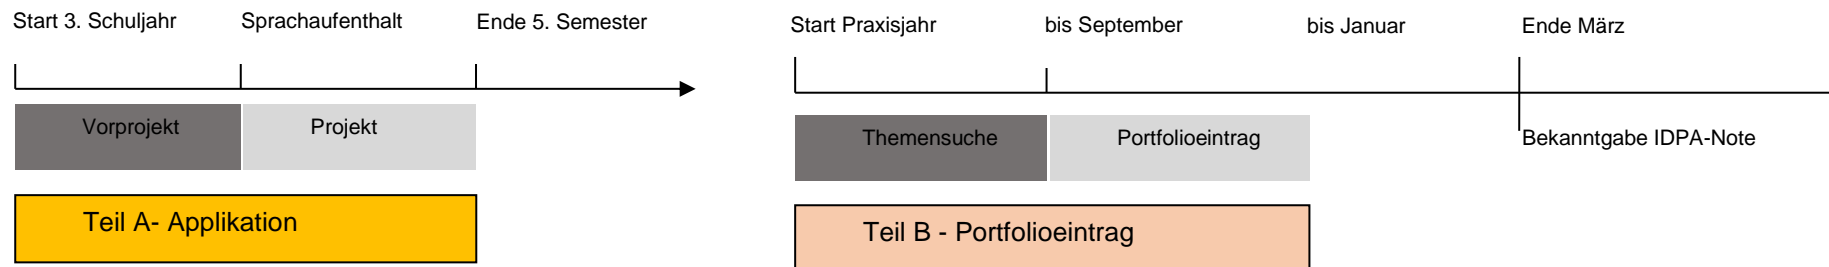 Start 3. Schuljahr
Sprachaufenthalt
Ende 5. Semester
Vorprojekt
Projekt
Teil A- Applikation
Start Praxisjahr
bis September
bis Januar
Ende März
Themensuche
Portfolioeintrag
Bekanntgabe IDPA-Note
Teil B - Portfolioeintrag